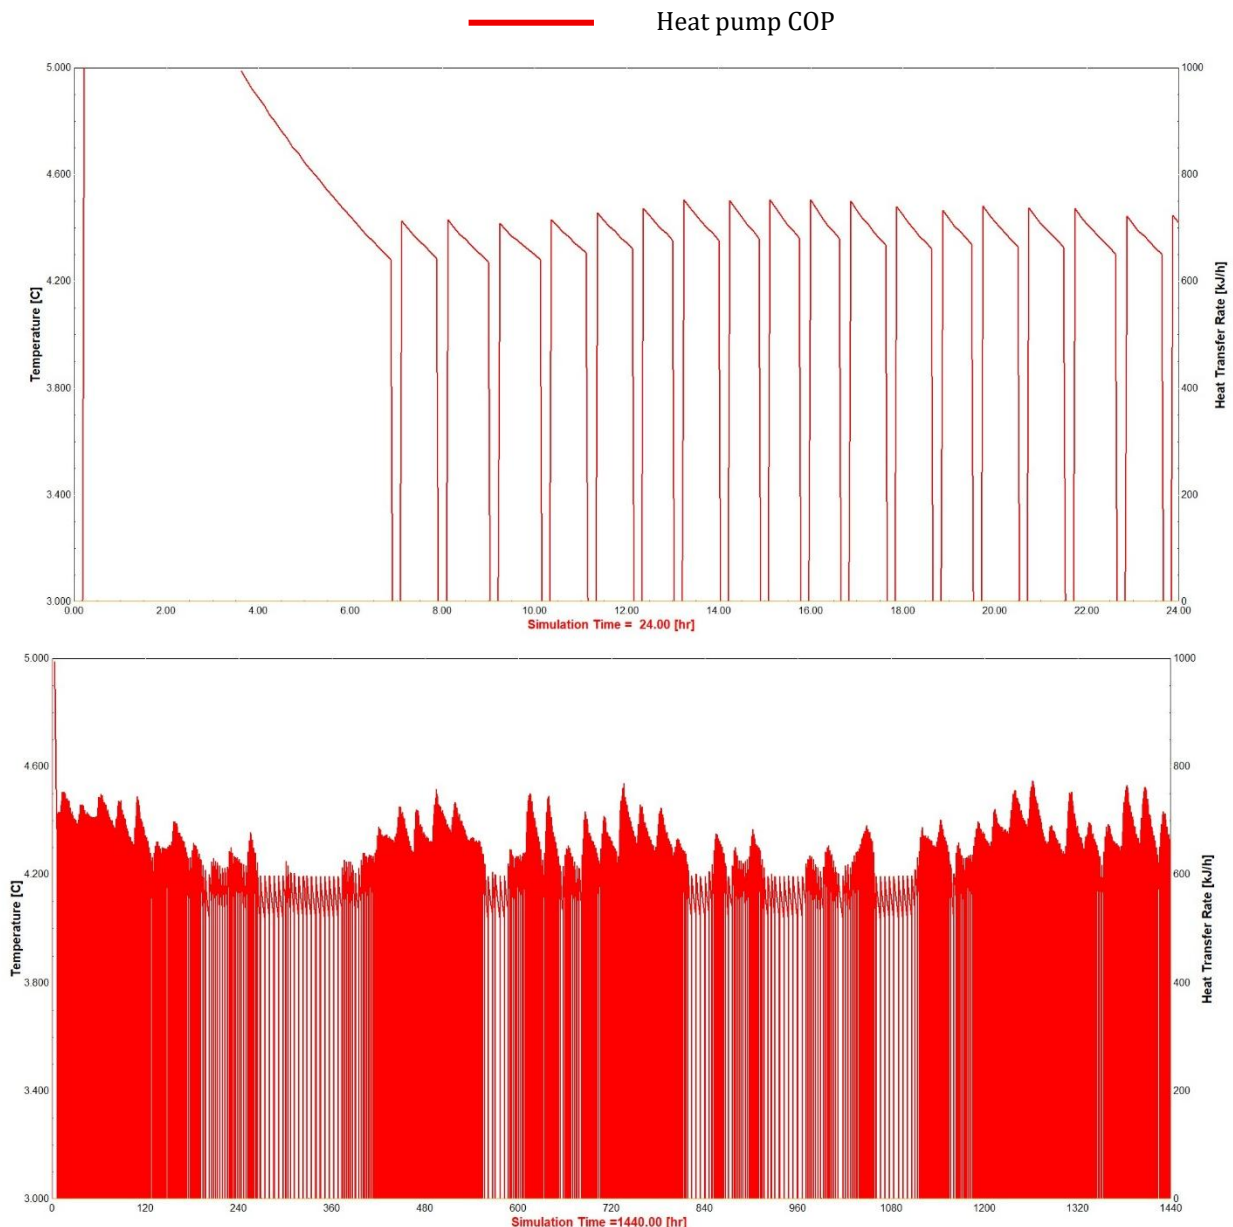 Heat pump COP
5.000
4.600
4.200
3.800
3.400
3.000
Temperature [C]
1000
800
600
400
200
0
Heat Transfer Rate [kJ/h]
0.00 2.00 4.00 6.00 8.00 10.00 12.00 14.00 16.00 18.00 20.00 22.00 24.00
Simulation Time = 24.00 [hr]
5.000
4.600
4.200
3.800
3.400
3.000
Temperature [C]
1000
800
600
400
200
0
Heat Transfer Rate [kJ/h]
0 120 240 360 480 600 720 840 960 1080 1200 1320 1440
Simulation Time =1440.00 [hr]